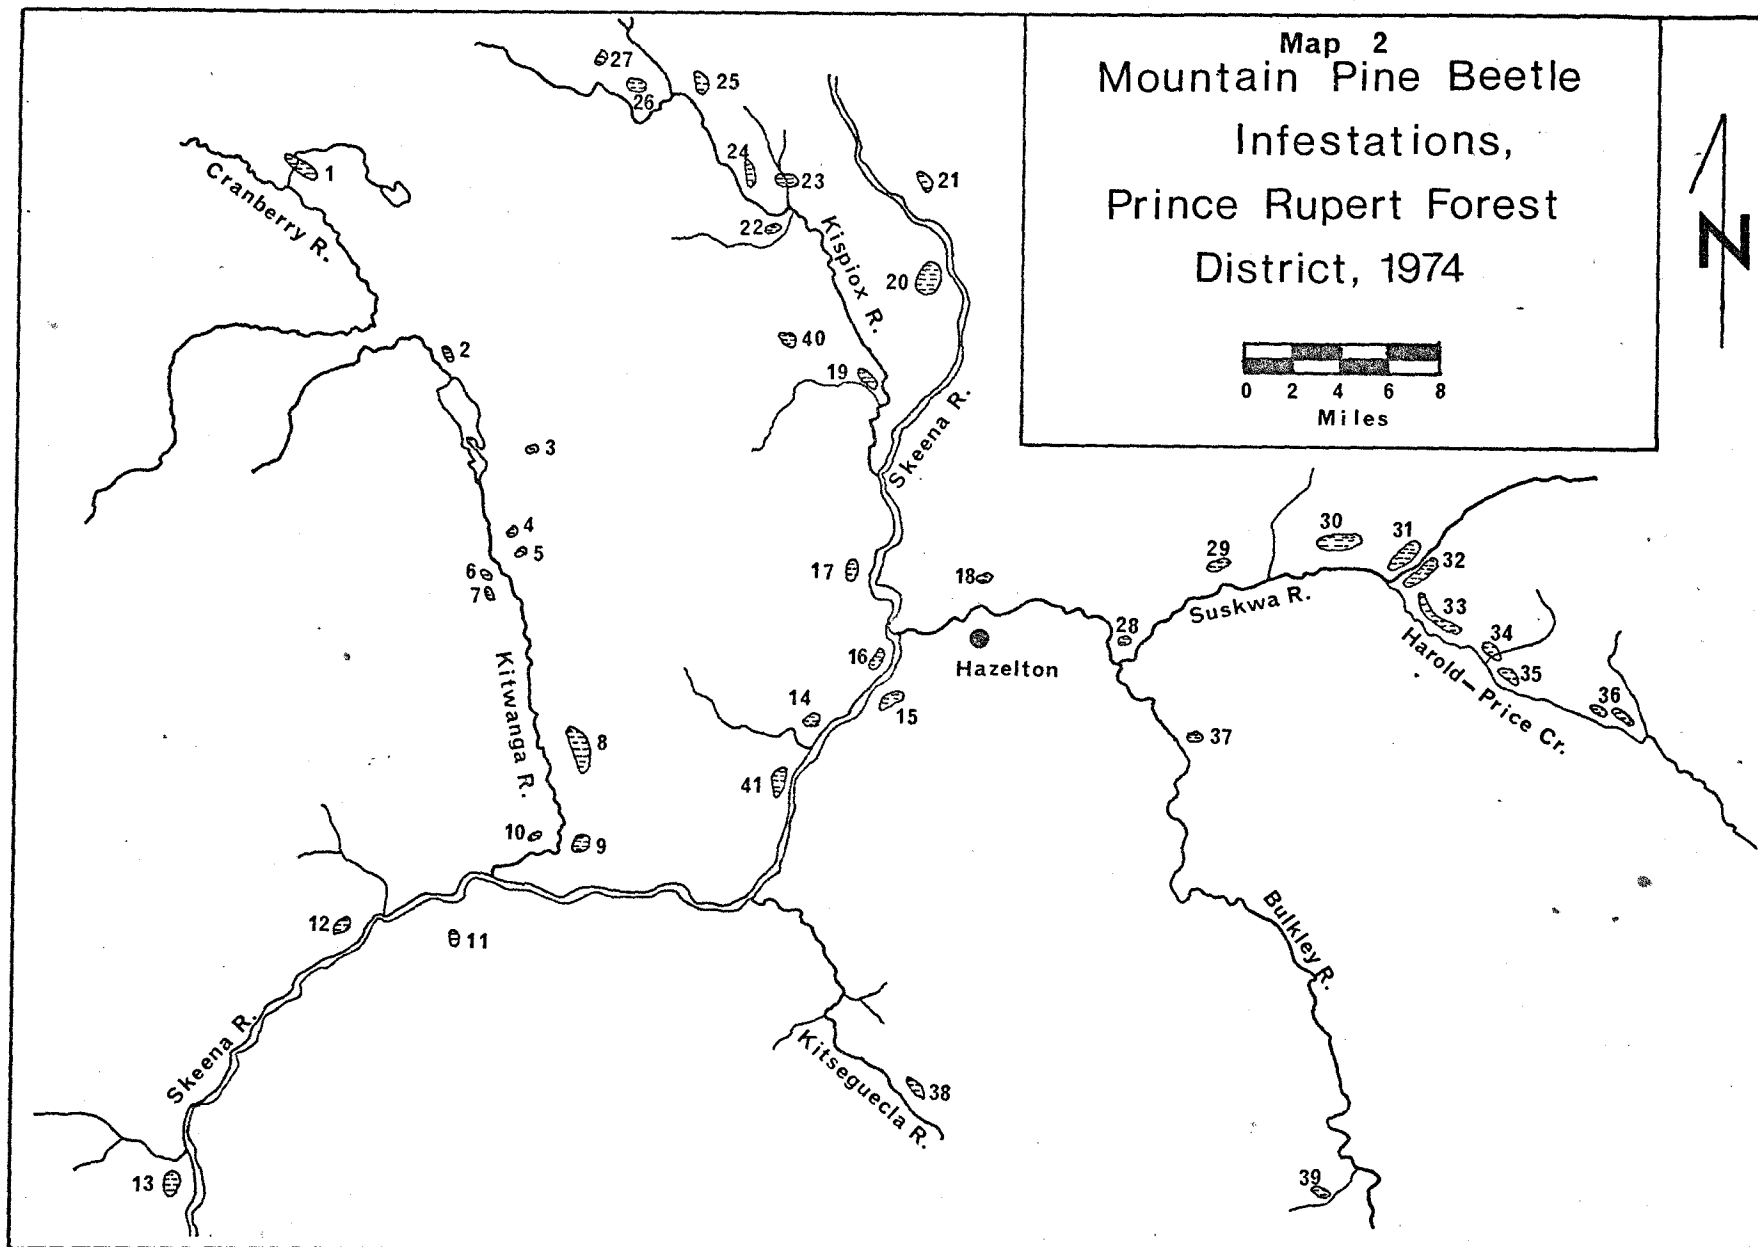 Map 2
Mountain Pine Beetle
Infestations,
Prince Rupert Forest
District, 1974
0 2 4 6 8
Miles
N
27
26
25
24
23
22
21
20
1
Cranberry R.
Kispiox R.
40
19
2
3
Skeena R.
4
5
6
7
17
18
29
30
31
32
33
34
35
36
Suskwa R.
28
Harold-Price Cr.
Hazelton
16
15
14
37
Kitwanga R.
8
41
10
9
12
11
Bulkley R.
Skeena R.
Kitseguecla R.
38
13
39